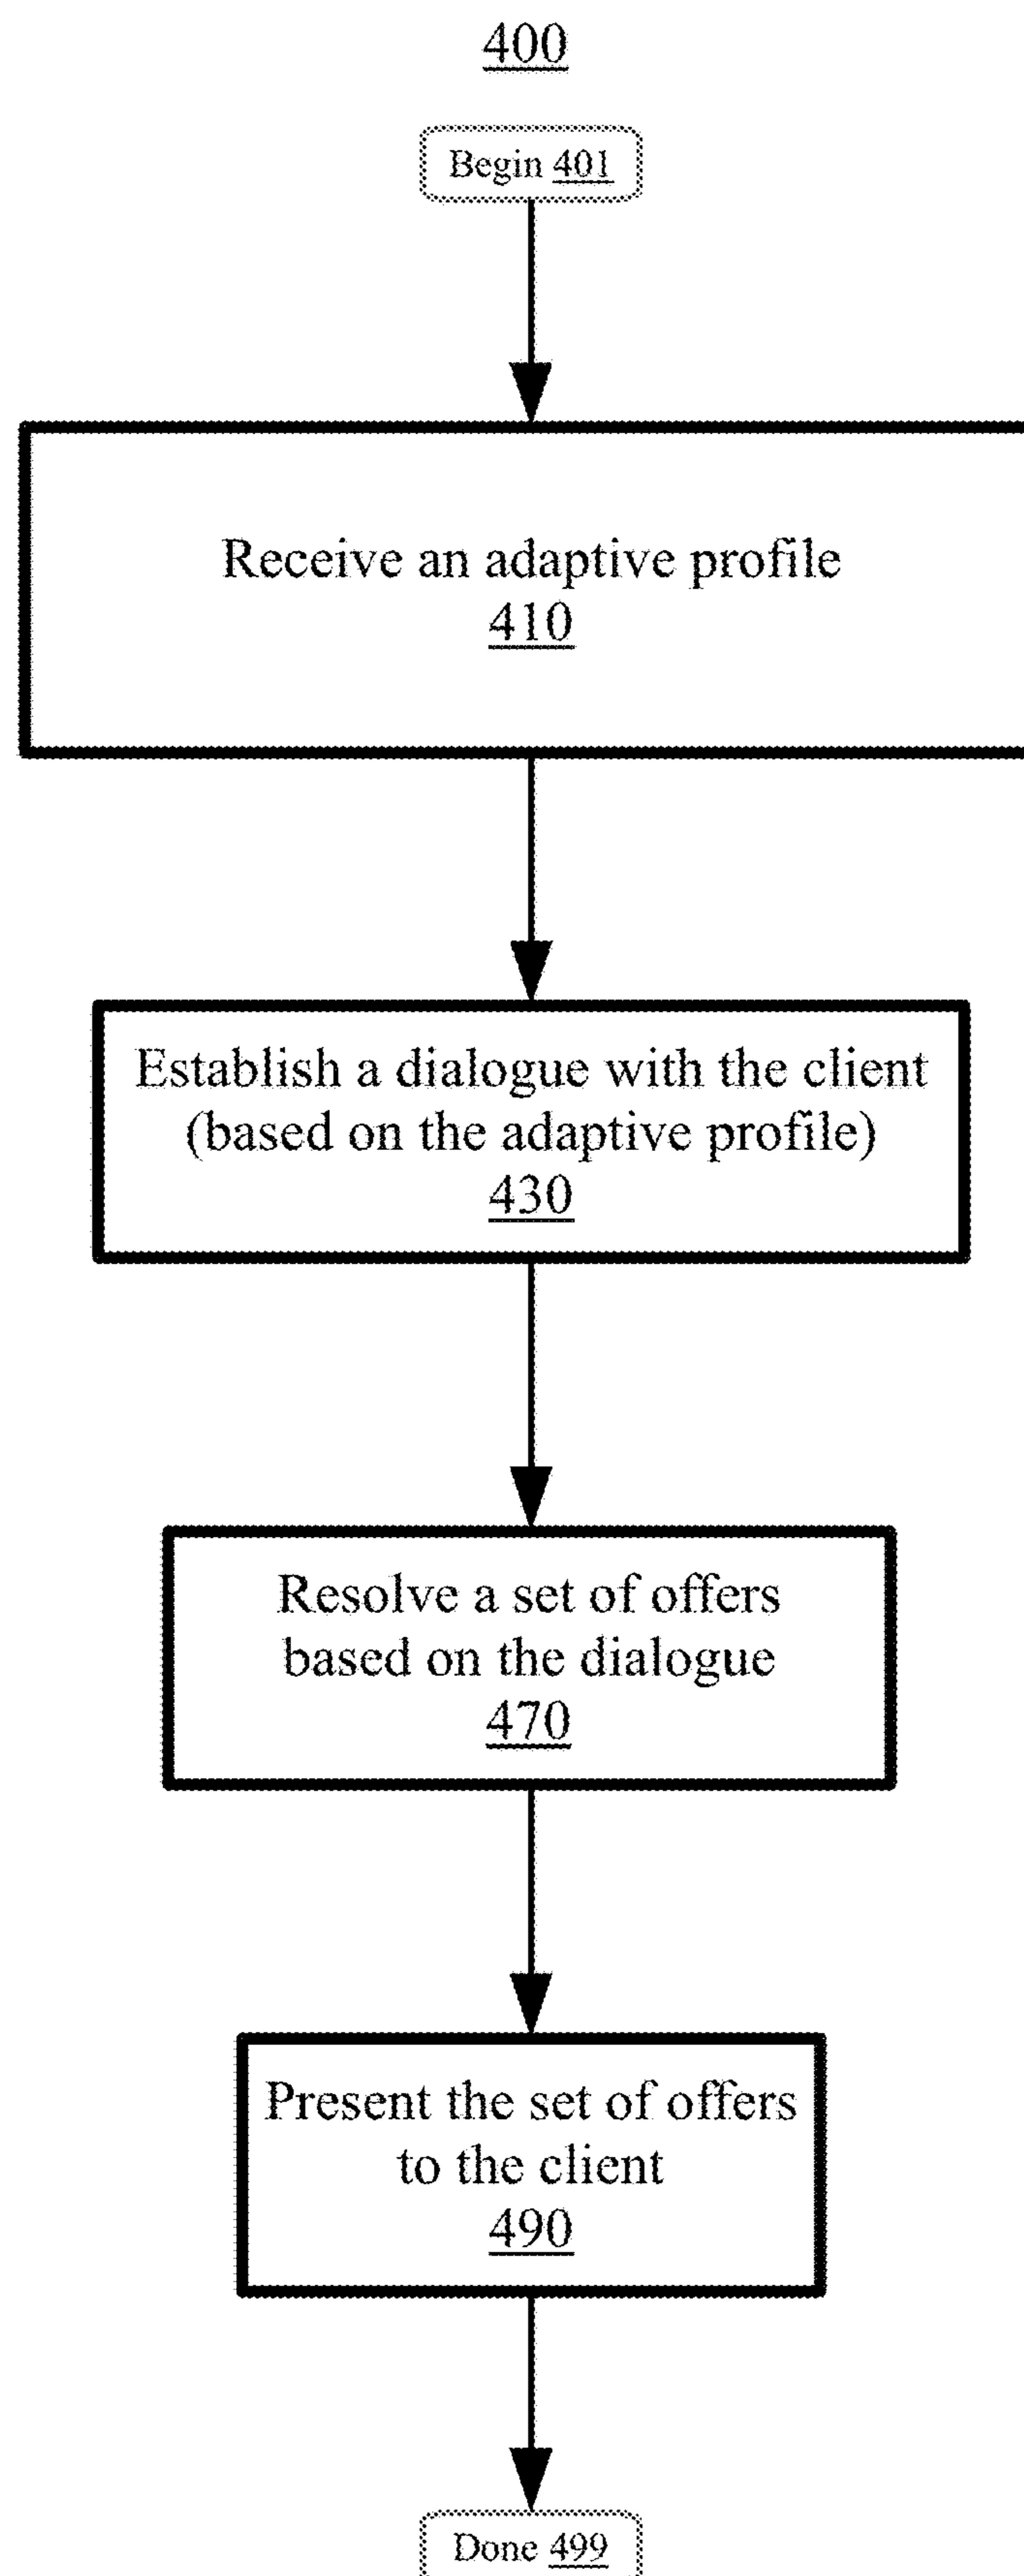 400
Begin 401
Receive an adaptive profile
410
Establish a dialogue with the client
(based on the adaptive profile)
430
Resolve a set of offers
based on the dialogue
470
Present the set of offers
to the client
490
Done 499